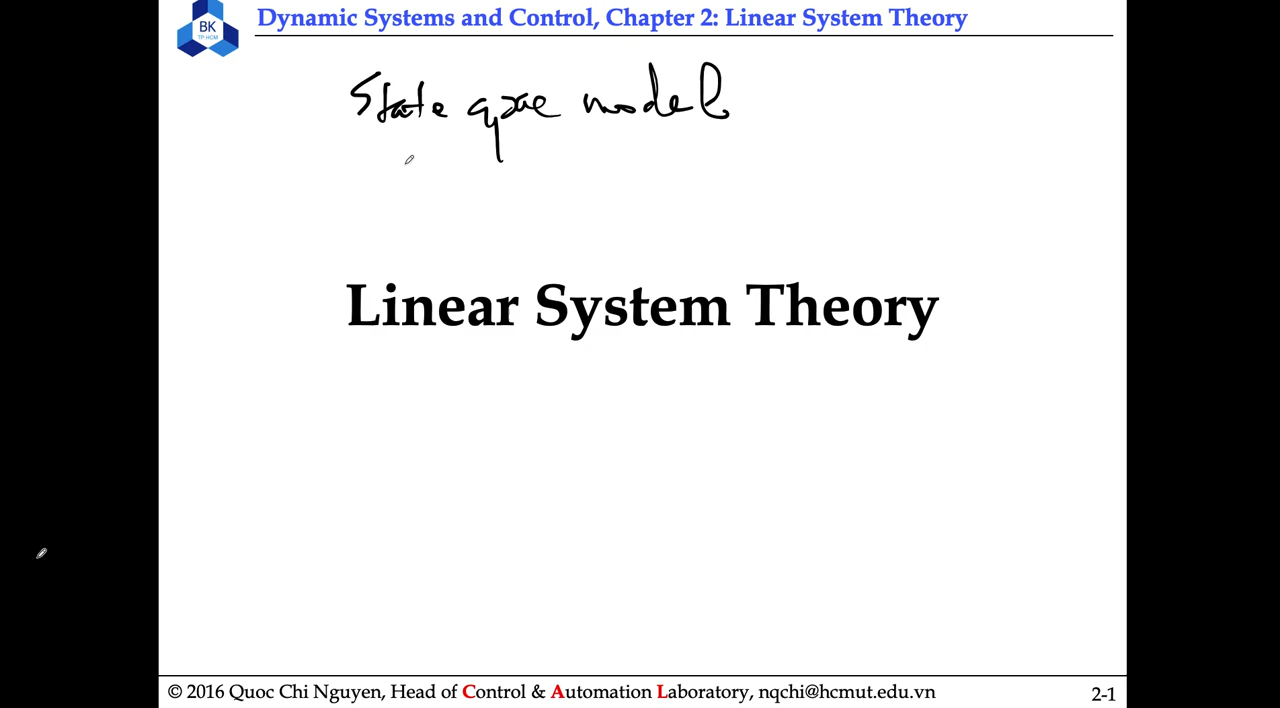 BK
TP HCM
Dynamic Systems and Control, Chapter 2: Linear System Theory
State space model
Linear System Theory
© 2016 Quoc Chi Nguyen, Head of Control & Automation Laboratory, nqchi@hcmut.edu.vn
2-1